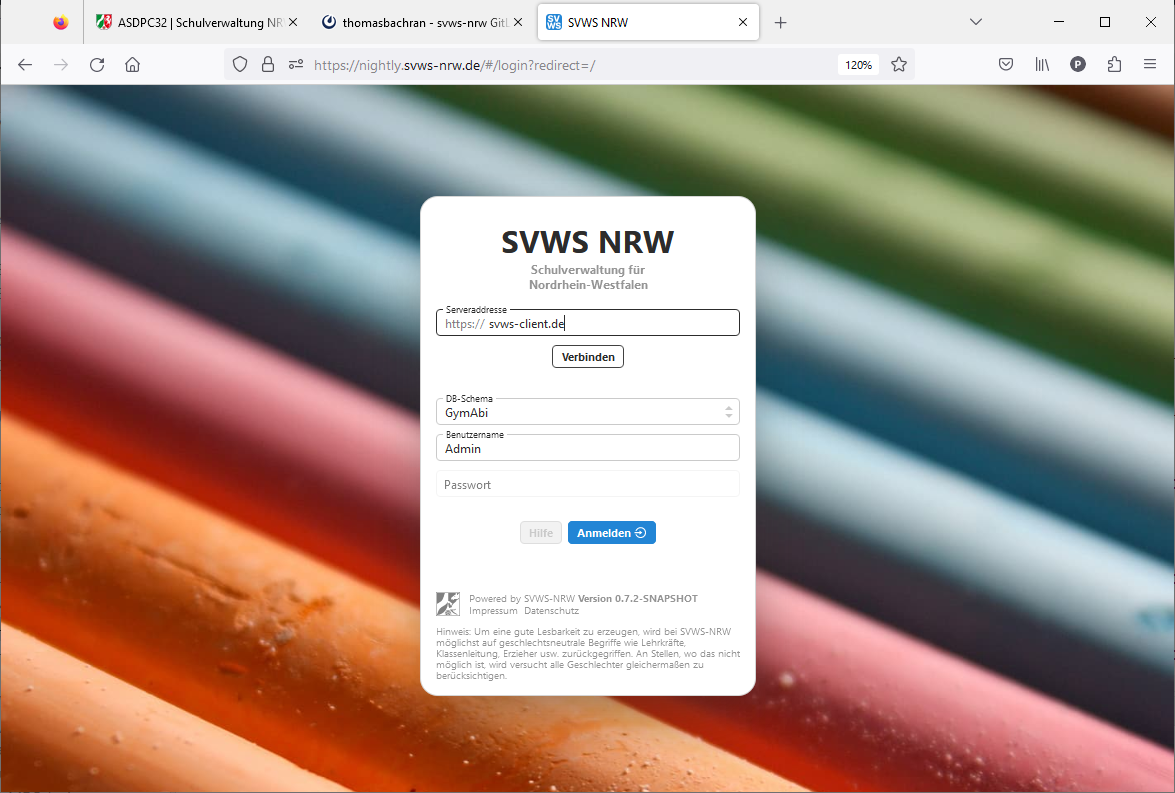 ASDPC32 | Schulverwaltung NR
thomasbachran - svws-nrw GitL
SVWS NRW
https://nightly.svws-nrw.de/#/login?redirect=/
120%
P
SVWS NRW
Schulverwaltung für
Nordrhein-Westfalen
Serveraddresse
https:// svws-client.de
Verbinden
DB-Schema
GymAbi
Benutzername
Admin
Passwort
Hilfe
Anmelden
Powered by SVWS-NRW Version 0.7.2-SNAPSHOT
Impressum Datenschutz
Hinweis: Um eine gute Lesbarkeit zu erzeugen, wird bei SVWS-NRW
möglichst auf geschlechtsneutrale Begriffe wie Lehrkräfte,
Klassenleitung, Erzieher usw. zurückgegriffen. An Stellen, wo das nicht
möglich ist, wird versucht alle Geschlechter gleichermaßen zu
berücksichtigen.